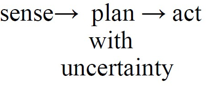 sense→ plan → act
with
uncertainty